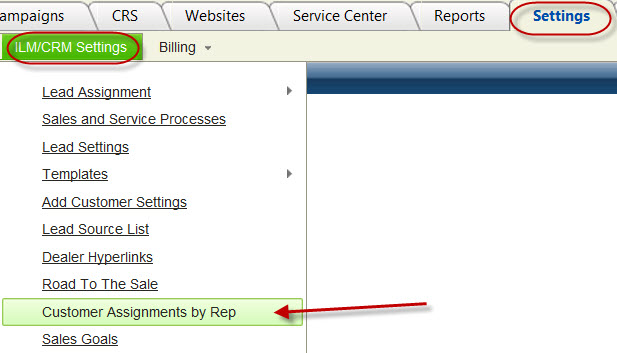 ampaigns CRS Websites Service Center Reports Settings
ILM/CRM Settings Billing
Lead Assignment
Sales and Service Processes
Lead Settings
Templates
Add Customer Settings
Lead Source List
Dealer Hyperlinks
Road To The Sale
Customer Assignments by Rep
Sales Goals